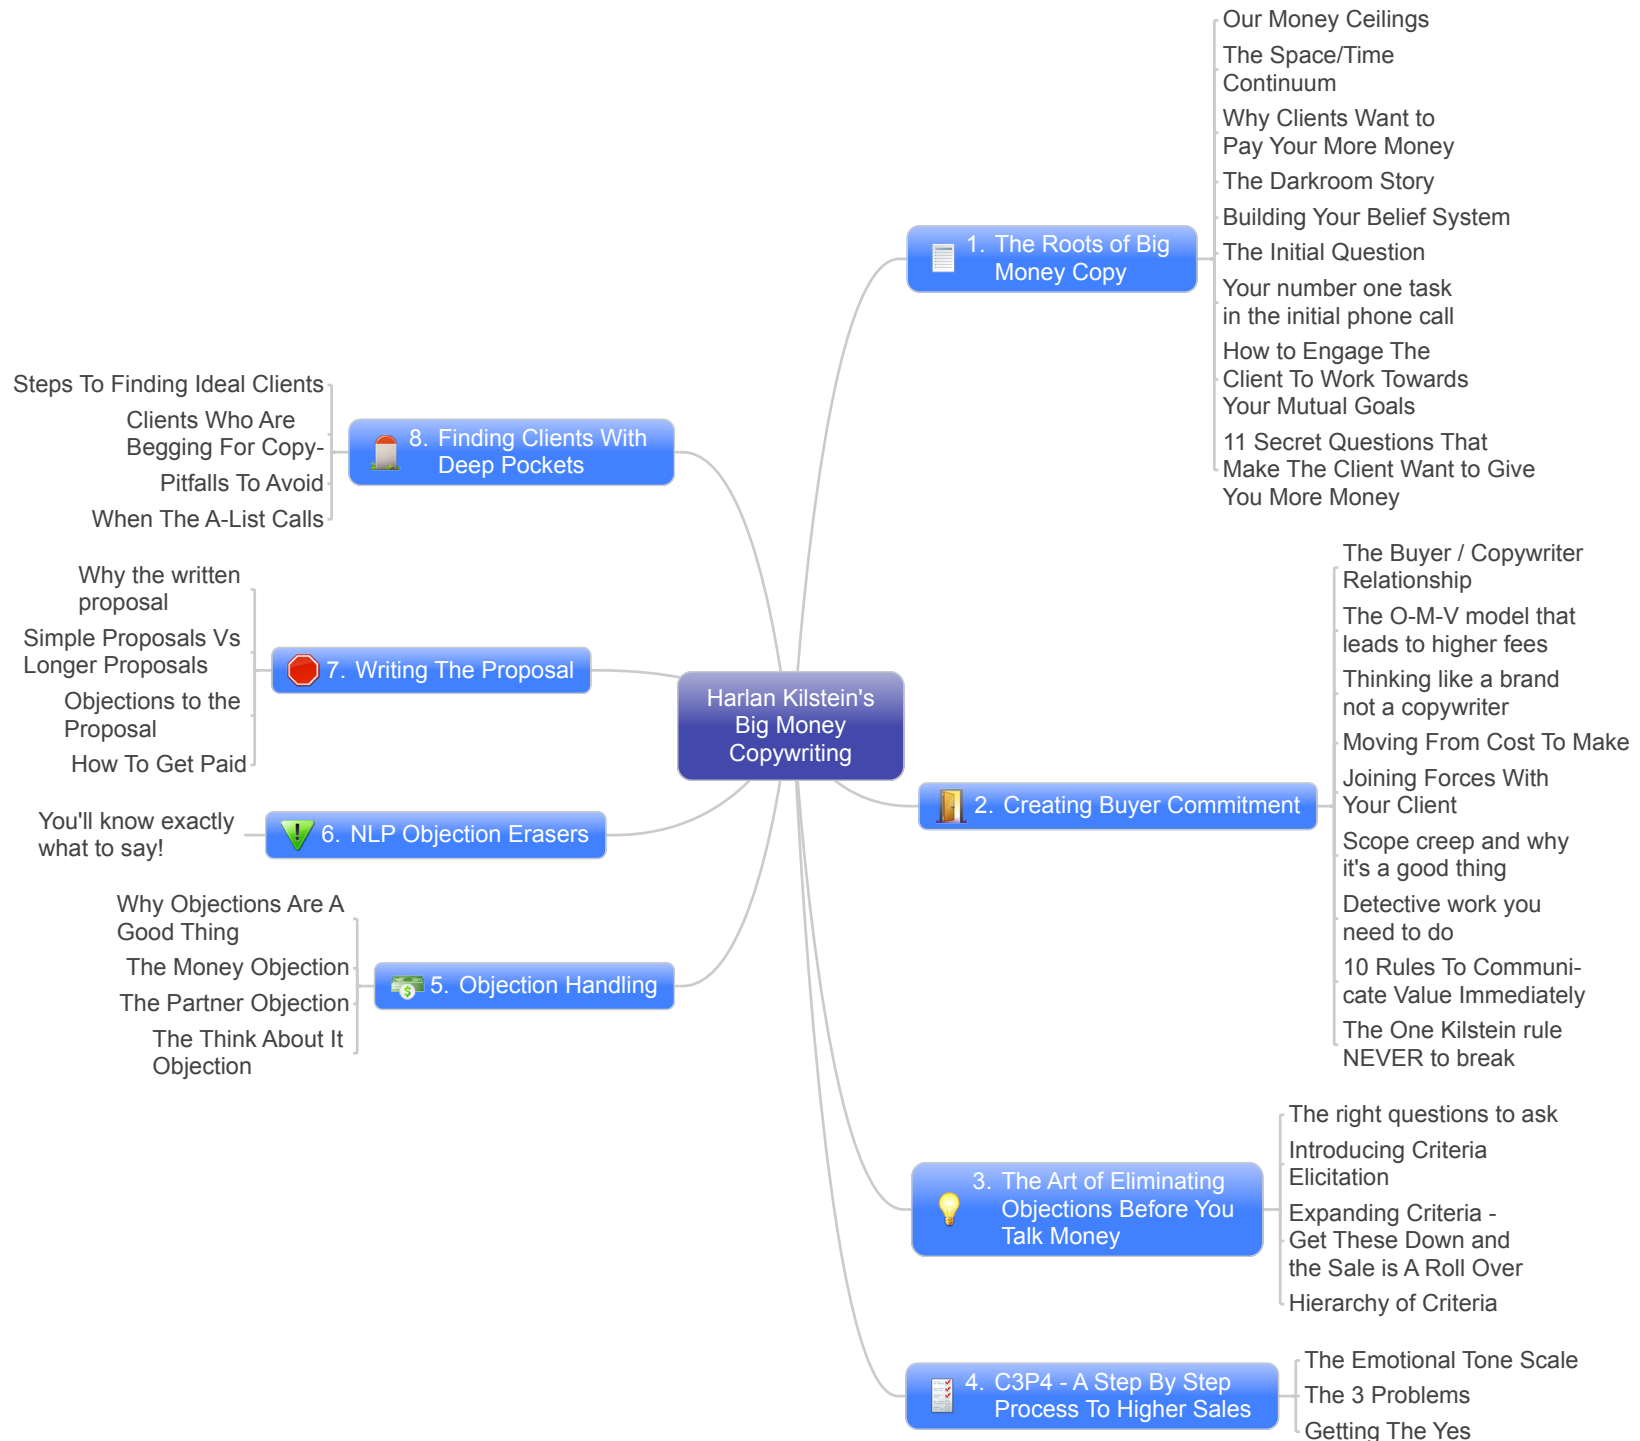 Harlan Kilstein's
Big Money
Copywriting
1. The Roots of Big
Money Copy
Our Money Ceilings
The Space/Time
Continuum
Why Clients Want to
Pay Your More Money
The Darkroom Story
Building Your Belief System
The Initial Question
Your number one task
in the initial phone call
How to Engage The
Client To Work Towards
Your Mutual Goals
11 Secret Questions That
Make The Client Want to Give
You More Money
2. Creating Buyer Commitment
The Buyer / Copywriter
Relationship
The O-M-V model that
leads to higher fees
Thinking like a brand
not a copywriter
Moving From Cost To Make
Joining Forces With
Your Client
Scope creep and why
it's a good thing
Detective work you
need to do
10 Rules To Communi-
cate Value Immediately
The One Kilstein rule
NEVER to break
3. The Art of Eliminating
Objections Before You
Talk Money
The right questions to ask
Introducing Criteria
Elicitation
Expanding Criteria -
Get These Down and
the Sale is A Roll Over
Hierarchy of Criteria
4. C3P4 - A Step By Step
Process To Higher Sales
The Emotional Tone Scale
The 3 Problems
Getting The Yes
5. Objection Handling
Why Objections Are A
Good Thing
The Money Objection
The Partner Objection
The Think About It
Objection
6. NLP Objection Erasers
You'll know exactly
what to say!
7. Writing The Proposal
Why the written
proposal
Simple Proposals Vs
Longer Proposals
Objections to the
Proposal
How To Get Paid
8. Finding Clients With
Deep Pockets
Steps To Finding Ideal Clients
Clients Who Are
Begging For Copy-
Pitfalls To Avoid
When The A-List Calls